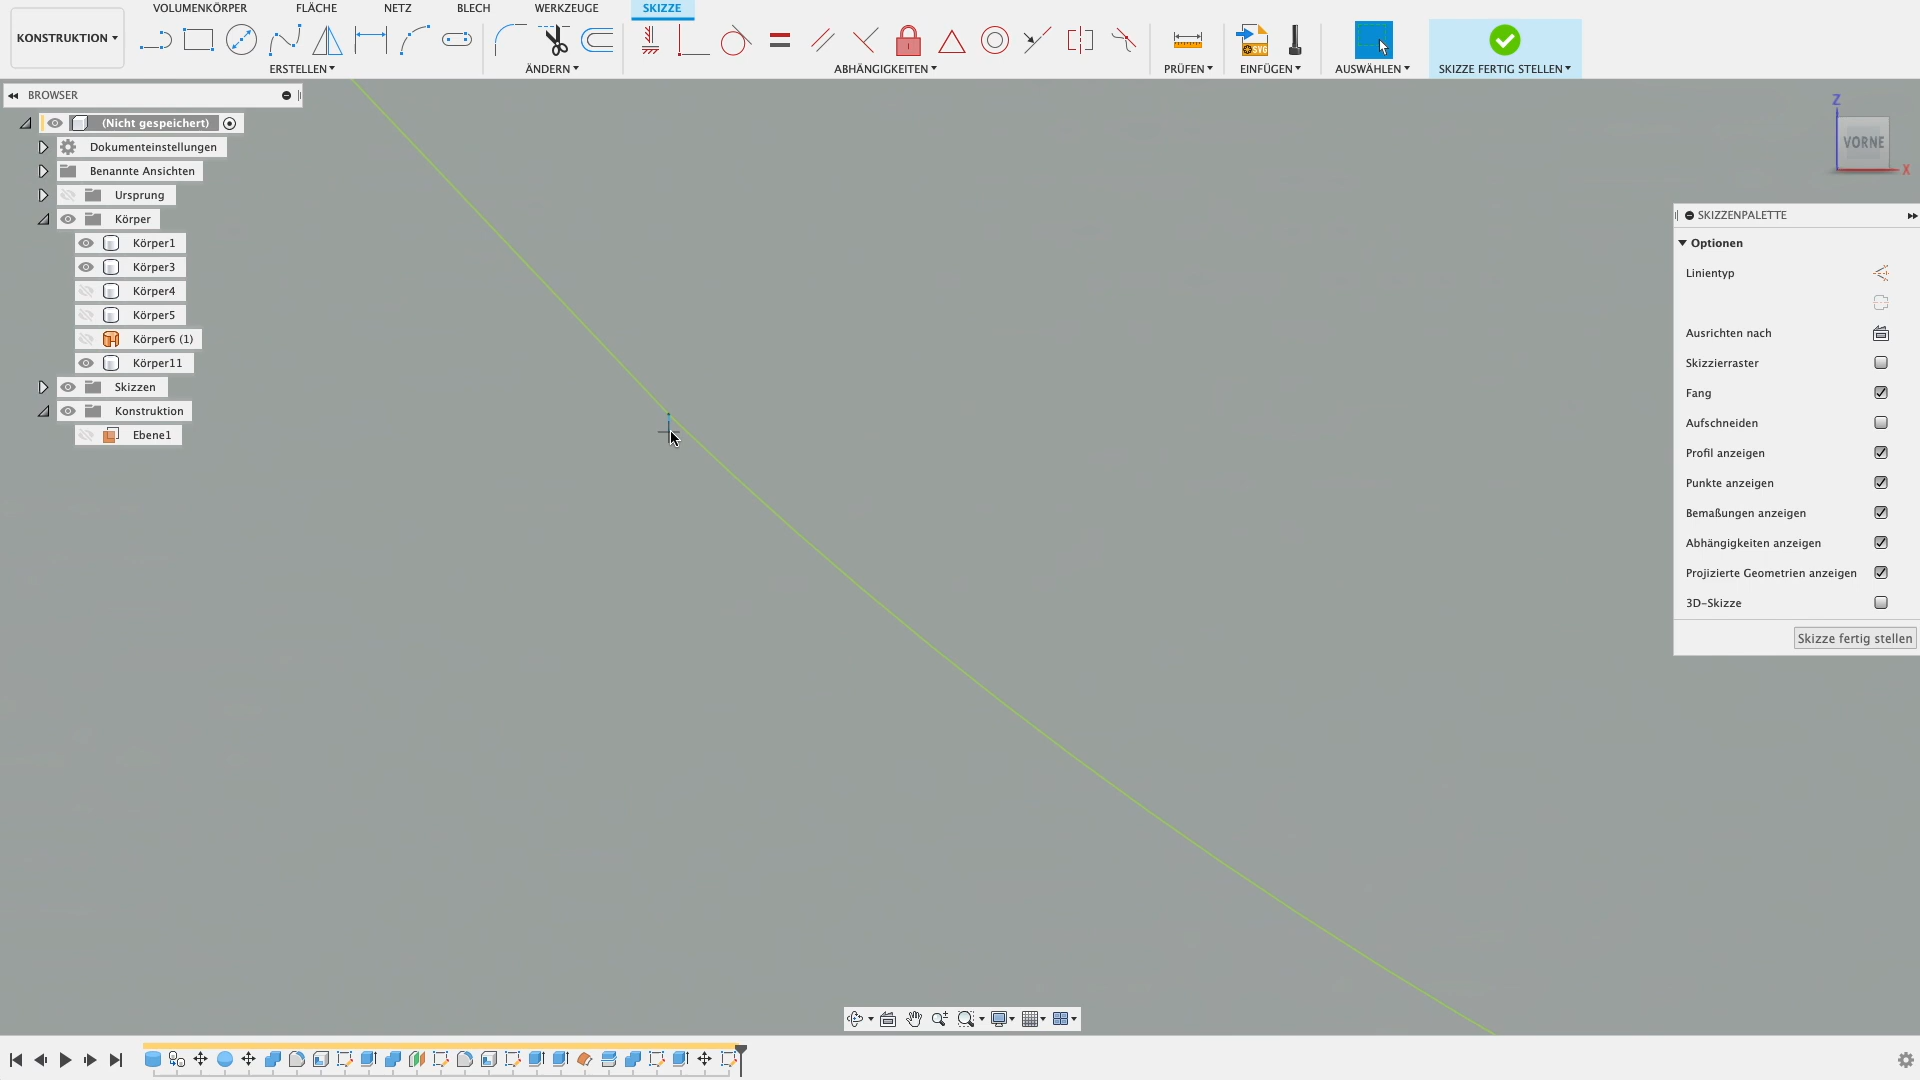 VOLUMENKÖRPER FLÄCHE NETZ BLECH WERKZEUGE SKIZZE
KONSTRUKTION
ERSTELLEN ÄNDERN ABHÄNGIGKEITEN PRÜFEN EINFÜGEN AUSWÄHLEN SKIZZE FERTIG STELLEN
SVG
BROWSER
(Nicht gespeichert)
Dokumenteinstellungen
Benannte Ansichten
Ursprung
Körper
Körper1
Körper3
Körper4
Körper5
Körper6 (1)
Körper11
Skizzen
Konstruktion
Ebene1
Z
VORNE
X
SKIZZENPALETTE
Optionen
Linientyp
Ausrichten nach
Skizzierraster
Fang
Aufschneiden
Profil anzeigen
Punkte anzeigen
Bemaßungen anzeigen
Abhängigkeiten anzeigen
Projizierte Geometrien anzeigen
3D-Skizze
Skizze fertig stellen